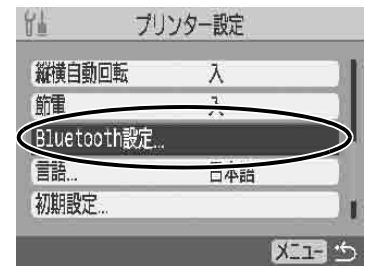 プリンター設定
縦横自動回転 入
節電 入
Bluetooth設定...
言語... 日本語
初期設定...
メニュー